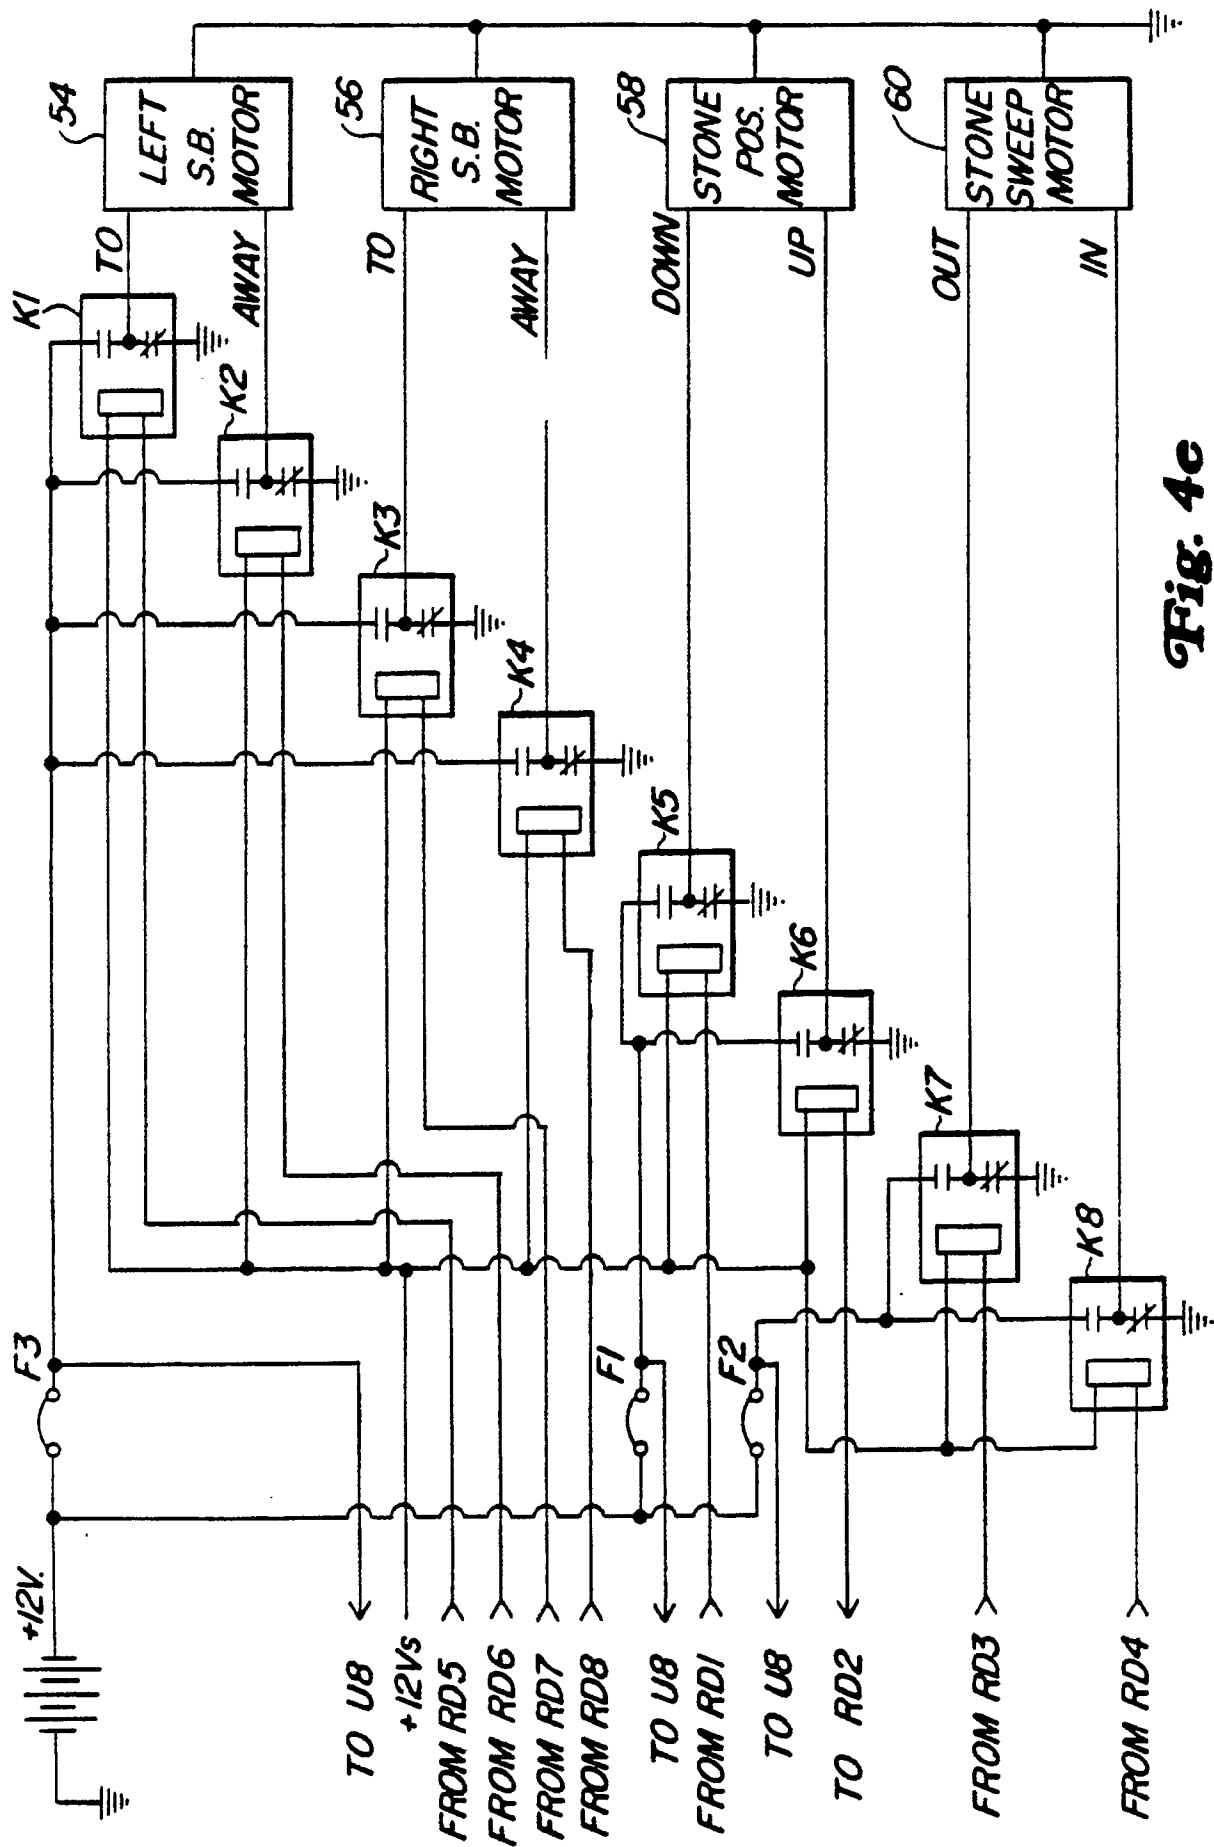 +12V.
F3
K1
TO
54
LEFT
S.B.
MOTOR
K2
AWAY
TO U8
+12Vs
FROM RD5
FROM RD6
FROM RD7
FROM RD8
K3
TO
56
RIGHT
S.B.
MOTOR
K4
AWAY
TO U8
FROM RD1
F1
K5
DOWN
58
STONE
POS.
MOTOR
TO U8
F2
K6
UP
TO RD2
FROM RD3
K7
OUT
60
STONE
SWEEP
MOTOR
FROM RD4
K8
IN
Fig. 4c